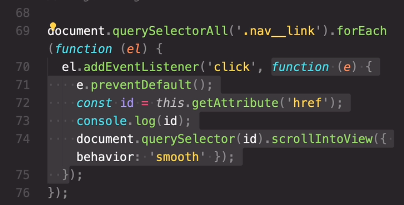 68
69 document.querySelectorAll('.nav__link').forEach
(function (el) {
70 el.addEventListener('click', function (e) {
71 e.preventDefault();
72 const id = this.getAttribute('href');
73 console.log(id);
74 document.querySelector(id).scrollIntoView({
behavior: 'smooth' });
75 });
76 });